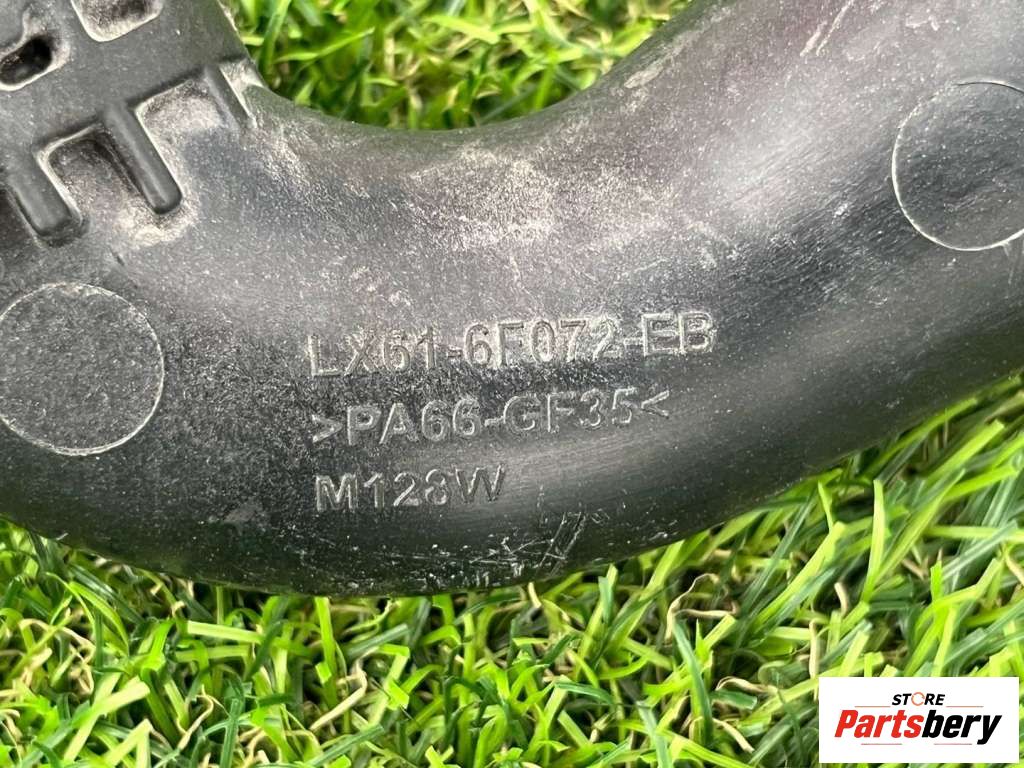 LX61-6F072-EB
>PA66-GF35<
M128W
STORE
Partsbery